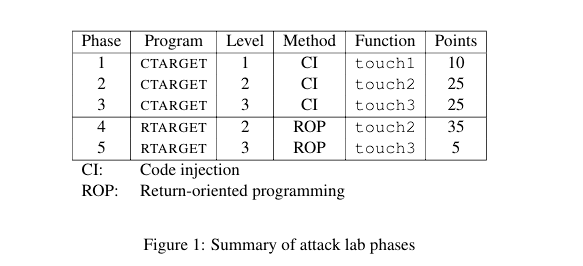 Phase Program Level Method Function Points
1 CTARGET 1 CI touch1 10
2 CTARGET 2 CI touch2 25
3 CTARGET 3 CI touch3 25
4 RTARGET 2 ROP touch2 35
5 RTARGET 3 ROP touch3 5
CI: Code injection
ROP: Return-oriented programming
Figure 1: Summary of attack lab phases